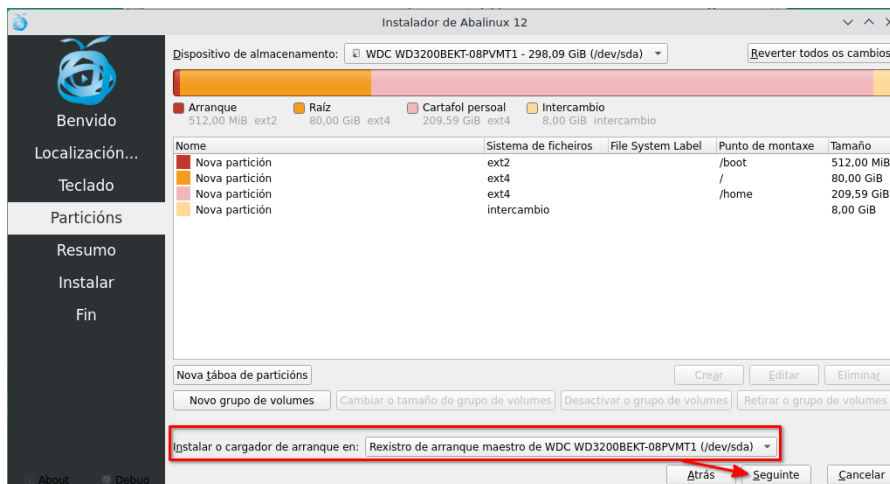 Instalador de Abalinux 12
Benvido
Localización...
Teclado
Particións
Resumo
Instalar
Fin
About
Debug
Dispositivo de almacenamento: WDC WD3200BEKT-08PVMT1 - 298,09 GiB (/dev/sda)
Reverter todos os cambios
Arranque Raíz Cartafol persoal Intercambio
512,00 MiB ext2 80,00 GiB ext4 209,59 GiB ext4 8,00 GiB intercambio
Nome Sistema de ficheiros File System Label Punto de montaxe Tamaño
Nova partición ext2 /boot 512,00 MiB
Nova partición ext4 / 80,00 GiB
Nova partición ext4 /home 209,59 GiB
Nova partición intercambio 8,00 GiB
Nova táboa de particións Crear Editar Eliminar
Novo grupo de volumes Cambiar o tamaño do grupo de volumes Desactivar o grupo de volumes Retirar o grupo de volumes
Instalar o cargador de arranque en: Rexistro de arranque maestro de WDC WD3200BEKT-08PVMT1 (/dev/sda)
Atrás Seguinte Cancelar